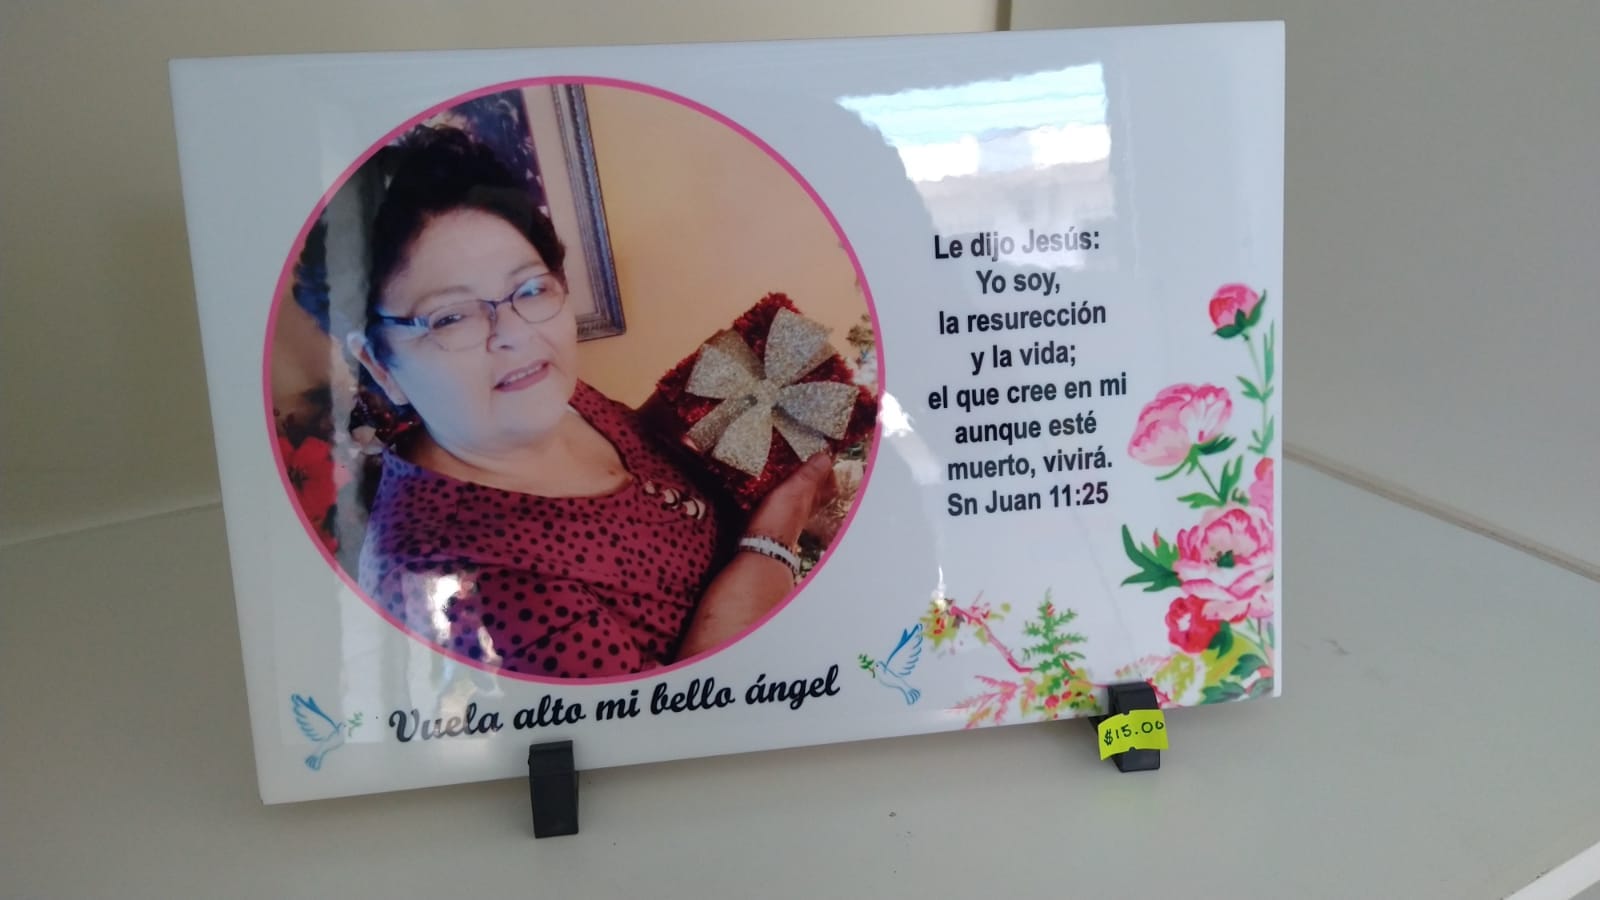 Le dijo Jesús:
Yo soy,
la resurección
y la vida;
el que cree en mi
aunque esté
muerto, vivirá.
Sn Juan 11:25
Vuela alto mi bello ángel
$15.00